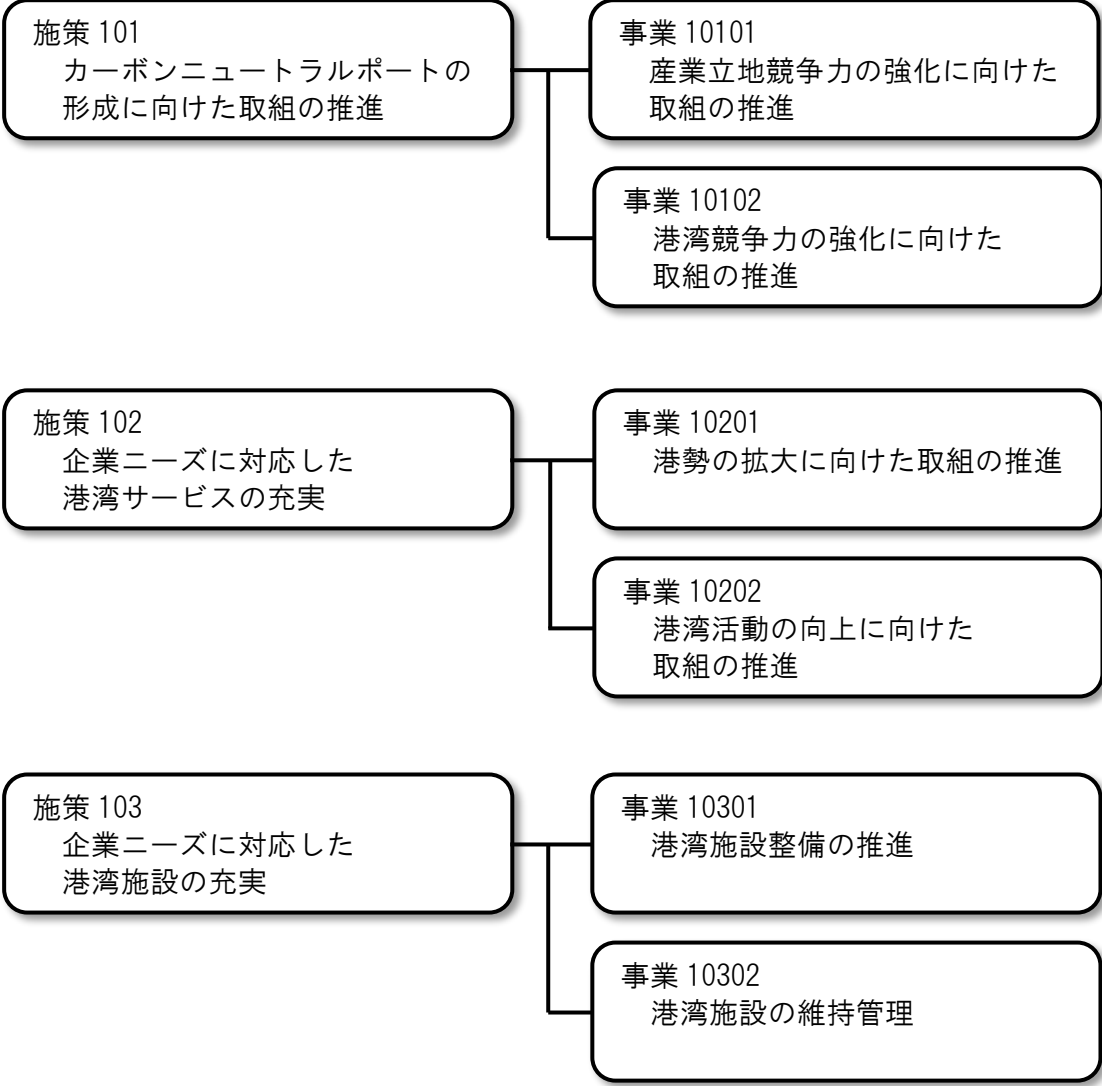 施策 101
カーボンニュートラルポートの
形成に向けた取組の推進
事業 10101
産業立地競争力の強化に向けた
取組の推進
事業 10102
港湾競争力の強化に向けた
取組の推進
施策 102
企業ニーズに対応した
港湾サービスの充実
事業 10201
港勢の拡大に向けた取組の推進
事業 10202
港湾活動の向上に向けた
取組の推進
施策 103
企業ニーズに対応した
港湾施設の充実
事業 10301
港湾施設整備の推進
事業 10302
港湾施設の維持管理